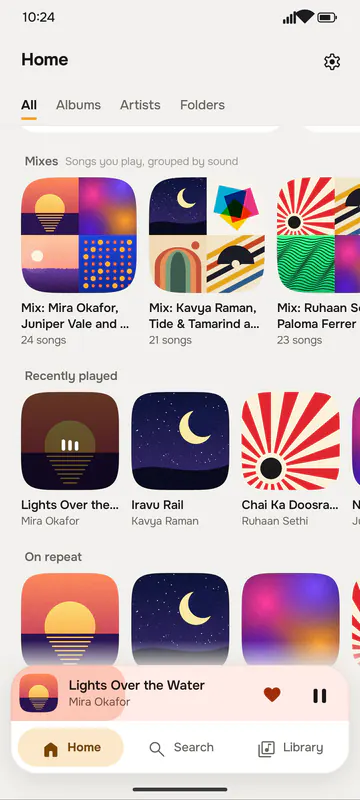 10:24
Home
All
Albums
Artists
Folders
Mixes Songs you play, grouped by sound
Mix: Mira Okafor,
Juniper Vale and ...
24 songs
Mix: Kavya Raman,
Tide & Tamarind a...
21 songs
Mix: Ruhaan S
Paloma Ferrer
23 songs
Recently played
Lights Over the...
Mira Okafor
Iravu Rail
Kavya Raman
Chai Ka Doosra...
Ruhaan Sethi
On repeat
Lights Over the Water
Mira Okafor
Home
Search
Library